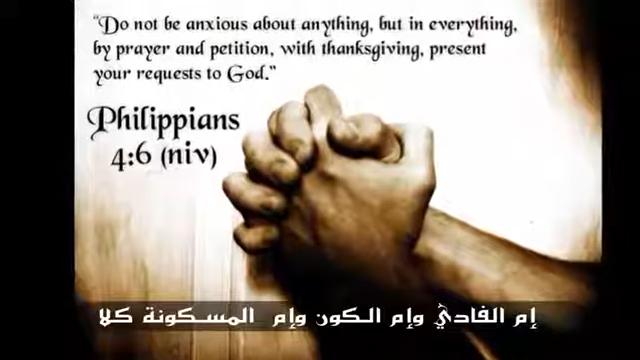 "Do not be anxious about anything, but in everything,
by prayer and petition, with thanksgiving, present
your requests to God."
Philippians
4:6 (niv)
إم الفاديْ وإم الكون وإم المسكونة كلا